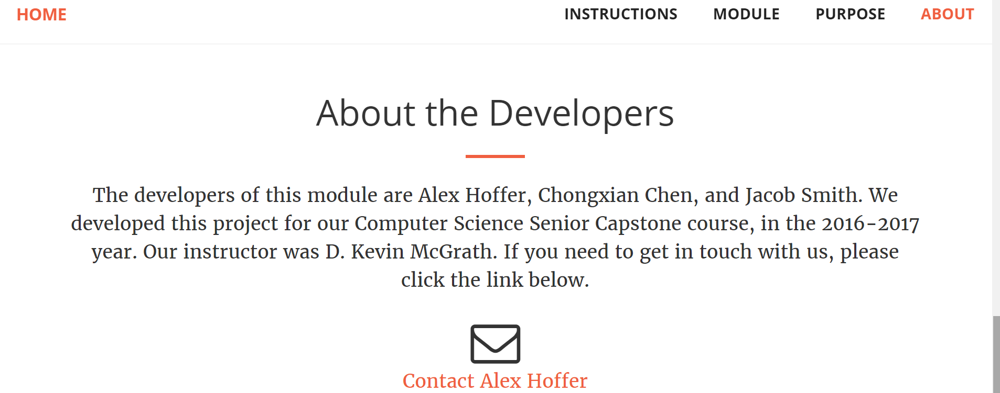 HOME INSTRUCTIONS MODULE PURPOSE ABOUT
About the Developers
The developers of this module are Alex Hoffer, Chongxian Chen, and Jacob Smith. We
developed this project for our Computer Science Senior Capstone course, in the 2016-2017
year. Our instructor was D. Kevin McGrath. If you need to get in touch with us, please
click the link below.
Contact Alex Hoffer